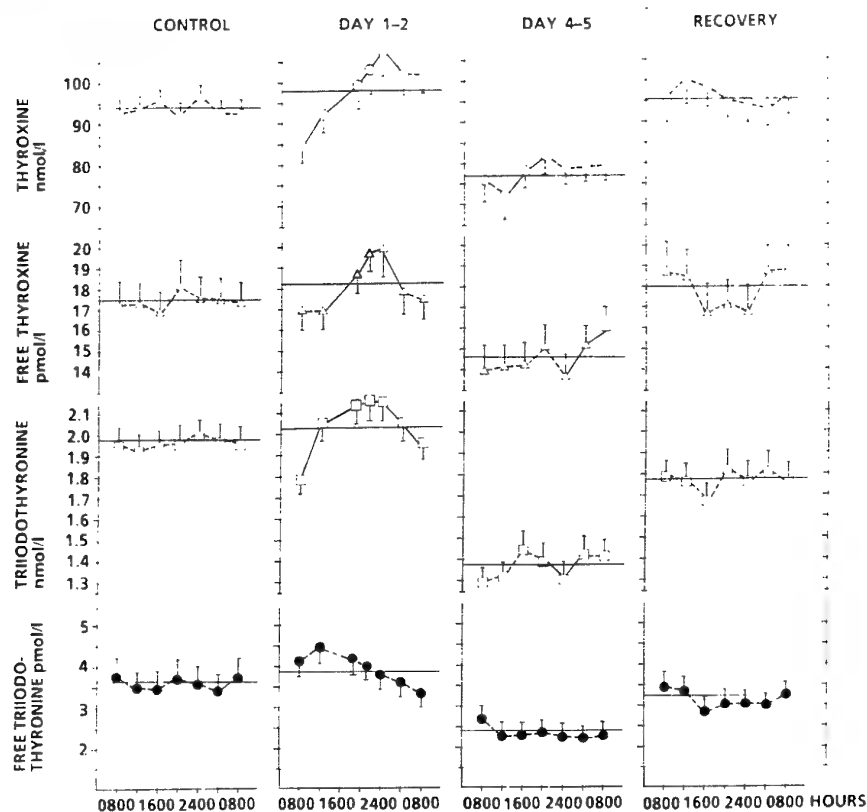 CONTROL DAY 1–2 DAY 4–5 RECOVERY
THYROXINE
nmol/l
100
90
80
70
FREE THYROXINE
pmol/l
20
19
18
17
16
15
14
TRIIODOTHYRONINE
nmol/l
2.1
2.0
1.9
1.8
1.7
1.6
1.5
1.4
1.3
FREE TRIIODO-
THYRONINE pmol/l
5
4
3
2
0800 1600 2400 0800 0800 1600 2400 0800 0800 1600 2400 0800 0800 1600 2400 0800 HOURS